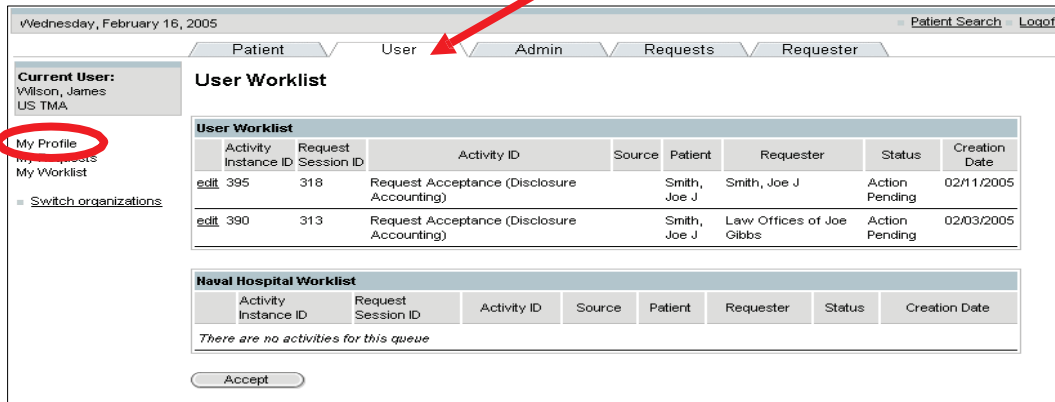 Wednesday, February 16, 2005
Patient Search Logof
Patient User Admin Requests Requester
Current User:
Wilson, James
US TMA
My Profile
My Requests
My Worklist
Switch organizations
User Worklist
User Worklist
Activity Instance ID Request Session ID Activity ID Source Patient Requester Status Creation Date
edit 395 318 Request Acceptance (Disclosure Accounting) Smith, Joe J Smith, Joe J Action Pending 02/11/2005
edit 390 313 Request Acceptance (Disclosure Accounting) Smith, Joe J Law Offices of Joe Gibbs Action Pending 02/03/2005
Naval Hospital Worklist
Activity Instance ID Request Session ID Activity ID Source Patient Requester Status Creation Date
There are no activities for this queue
Accept